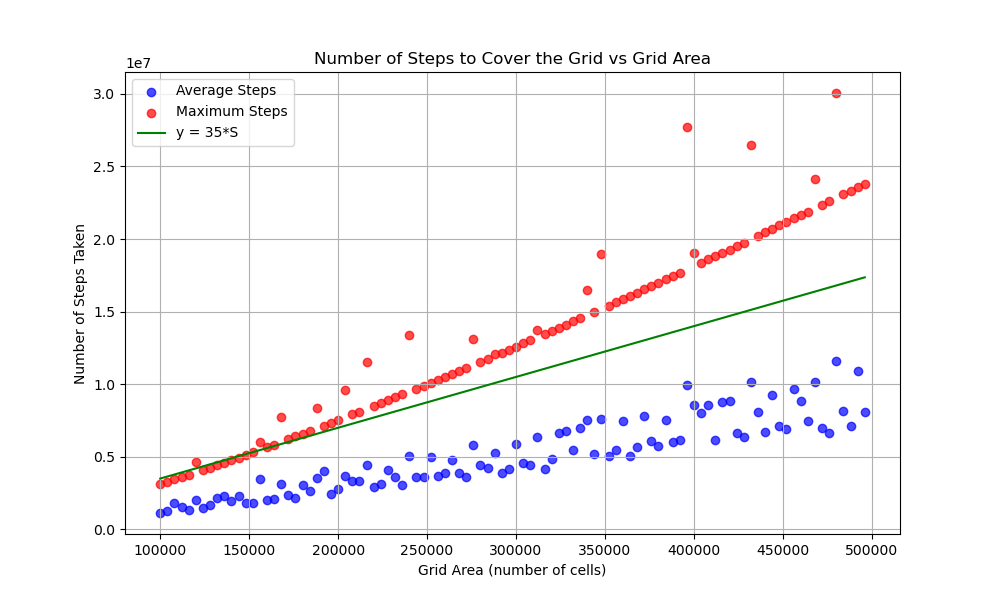 Number of Steps to Cover the Grid vs Grid Area
1e7
Average Steps
Maximum Steps
y = 35*S
3.0
2.5
2.0
1.5
1.0
0.5
0.0
Number of Steps Taken
100000 150000 200000 250000 300000 350000 400000 450000 500000
Grid Area (number of cells)